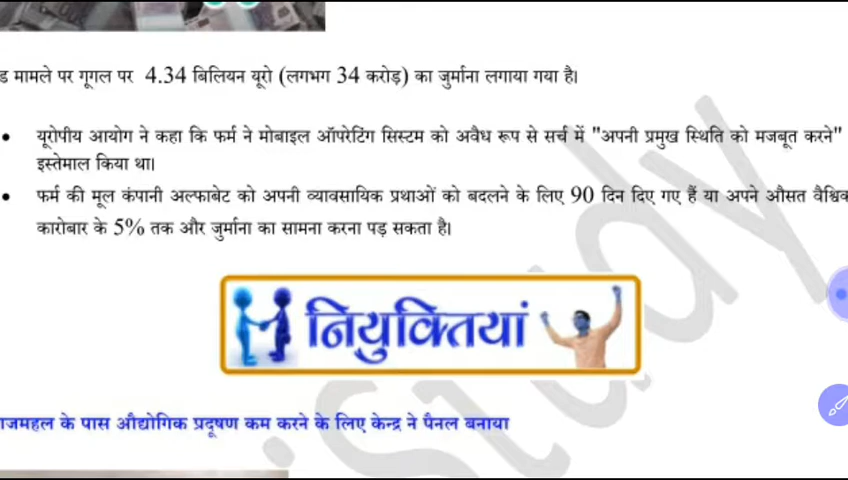 ड मामले पर गूगल पर 4.34 बिलियन यूरो (लगभग 34 करोड़) का जुर्माना लगाया गया है।
• यूरोपीय आयोग ने कहा कि फर्म ने मोबाइल ऑपरेटिंग सिस्टम को अवैध रूप से सर्च में "अपनी प्रमुख स्थिति को मजबूत करने"
इस्तेमाल किया था।
• फर्म की मूल कंपनी अल्फाबेट को अपनी व्यावसायिक प्रथाओं को बदलने के लिए 90 दिन दिए गए हैं या अपने औसत वैश्विक
कारोबार के 5% तक और जुर्माना का सामना करना पड़ सकता है।
नियुक्तियां
ाजमहल के पास औद्योगिक प्रदूषण कम करने के लिए केन्द्र ने पैनल बनाया